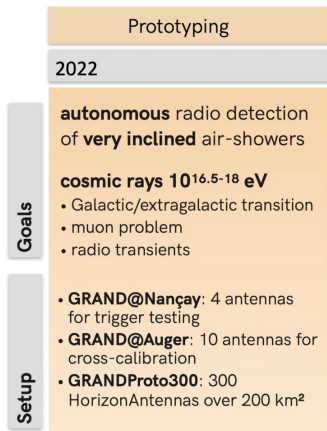 Prototyping
2022
Goals
autonomous radio detection
of very inclined air-showers
cosmic rays 10^16.5-18 eV
• Galactic/extragalactic transition
• muon problem
• radio transients
Setup
• GRAND@Nançay: 4 antennas
for trigger testing
• GRAND@Auger: 10 antennas for
cross-calibration
• GRANDProto300: 300
HorizonAntennas over 200 km²